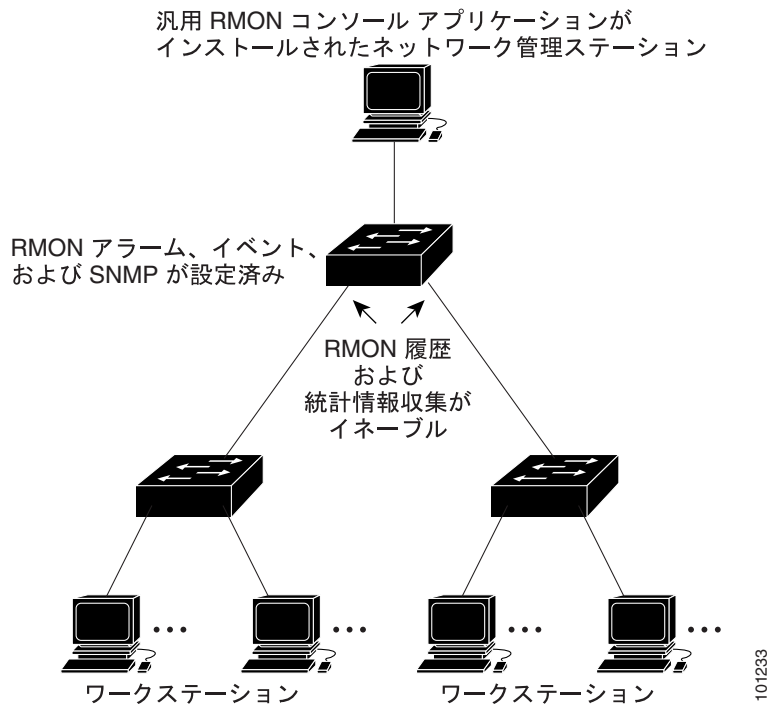 汎用 RMON コンソール アプリケーションが
インストールされたネットワーク管理ステーション
RMON アラーム、イベント、
および SNMP が設定済み
RMON 履歴
および
統計情報収集が
イネーブル
ワークステーション
ワークステーション
101233